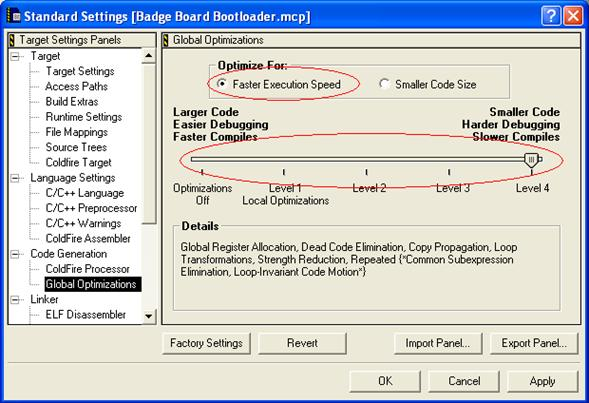 Standard Settings [Badge Board Bootloader.mcp]
Target Settings Panels
Target
Target Settings
Access Paths
Build Extras
Runtime Settings
File Mappings
Source Trees
Coldfire Target
Language Settings
C/C++ Language
C/C++ Preprocessor
C/C++ Warnings
ColdFire Assembler
Code Generation
ColdFire Processor
Global Optimizations
Linker
ELF Disassembler
Global Optimizations
Optimize For:
Faster Execution Speed
Smaller Code Size
Larger Code
Easier Debugging
Faster Compiles
Smaller Code
Harder Debugging
Slower Compiles
Optimizations Off
Level 1
Local Optimizations
Level 2
Level 3
Level 4
Details
Global Register Allocation, Dead Code Elimination, Copy Propagation, Loop
Transformations, Strength Reduction, Repeated {*Common Subexpression
Elimination, Loop-Invariant Code Motion*}
Factory Settings
Revert
Import Panel...
Export Panel...
OK
Cancel
Apply